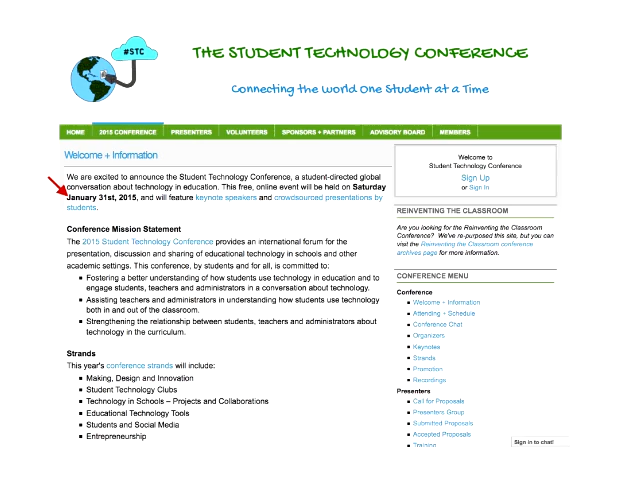 #STC
THE STUDENT TECHNOLOGY CONFERENCE
Connecting the World One Student at a Time
HOME 2015 CONFERENCE PRESENTERS VOLUNTEERS SPONSORS + PARTNERS ADVISORY BOARD MEMBERS
Welcome + Information
We are excited to announce the Student Technology Conference, a student-directed global
conversation about technology in education. This free, online event will be held on Saturday
January 31st, 2015, and will feature keynote speakers and crowdsourced presentations by
students.
Conference Mission Statement
The 2015 Student Technology Conference provides an international forum for the
presentation, discussion and sharing of educational technology in schools and other
academic settings. This conference, by students and for all, is committed to:
Fostering a better understanding of how students use technology in education and to
engage students, teachers and administrators in a conversation about technology.
Assisting teachers and administrators in understanding how students use technology
both in and out of the classroom.
Strengthening the relationship between students, teachers and administrators about
technology in the curriculum.
Strands
This year's conference strands will include:
Making, Design and Innovation
Student Technology Clubs
Technology in Schools – Projects and Collaborations
Educational Technology Tools
Students and Social Media
Entrepreneurship
Welcome to
Student Technology Conference
Sign Up
or Sign In
REINVENTING THE CLASSROOM
Are you looking for the Reinventing the Classroom
Conference? We've re-purposed this site, but you can
visit the Reinventing the Classroom conference
archives page for more information.
CONFERENCE MENU
Conference
Welcome + Information
Attending + Schedule
Conference Chat
Organizers
Keynotes
Strands
Promotion
Recordings
Presenters
Call for Proposals
Presenters Group
Submitted Proposals
Accepted Proposals
Training
Sign in to chat!